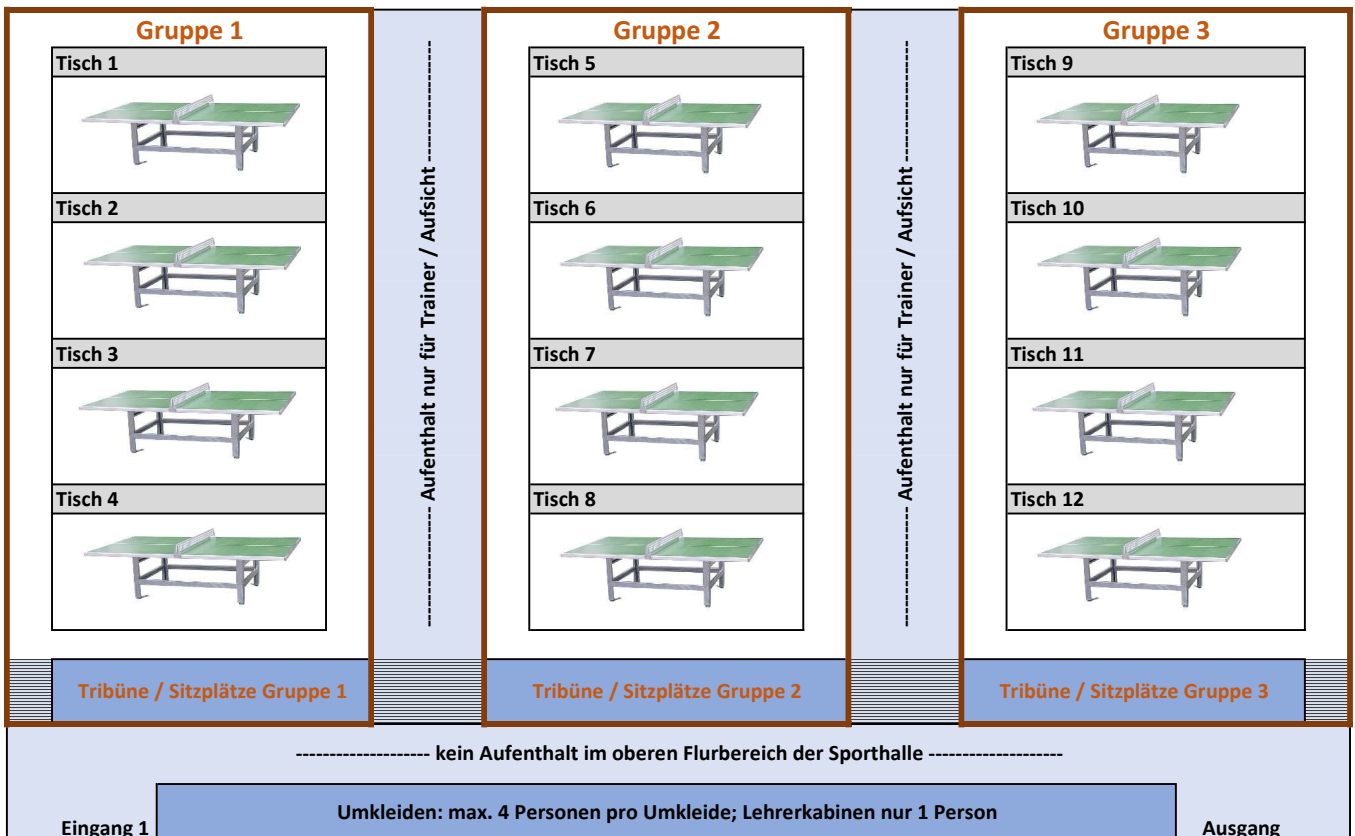 Gruppe 1
Gruppe 2
Gruppe 3
Tisch 1
Tisch 5
Tisch 9
Tisch 2
Tisch 6
Tisch 10
Tisch 3
Tisch 7
Tisch 11
Tisch 4
Tisch 8
Tisch 12
-------------------- Aufenthalt nur für Trainer / Aufsicht --------------------
-------------------- Aufenthalt nur für Trainer / Aufsicht --------------------
Tribüne / Sitzplätze Gruppe 1
Tribüne / Sitzplätze Gruppe 2
Tribüne / Sitzplätze Gruppe 3
-------------------- kein Aufenthalt im oberen Flurbereich der Sporthalle --------------------
Umkleiden: max. 4 Personen pro Umkleide; Lehrerkabinen nur 1 Person
Eingang 1
Ausgang